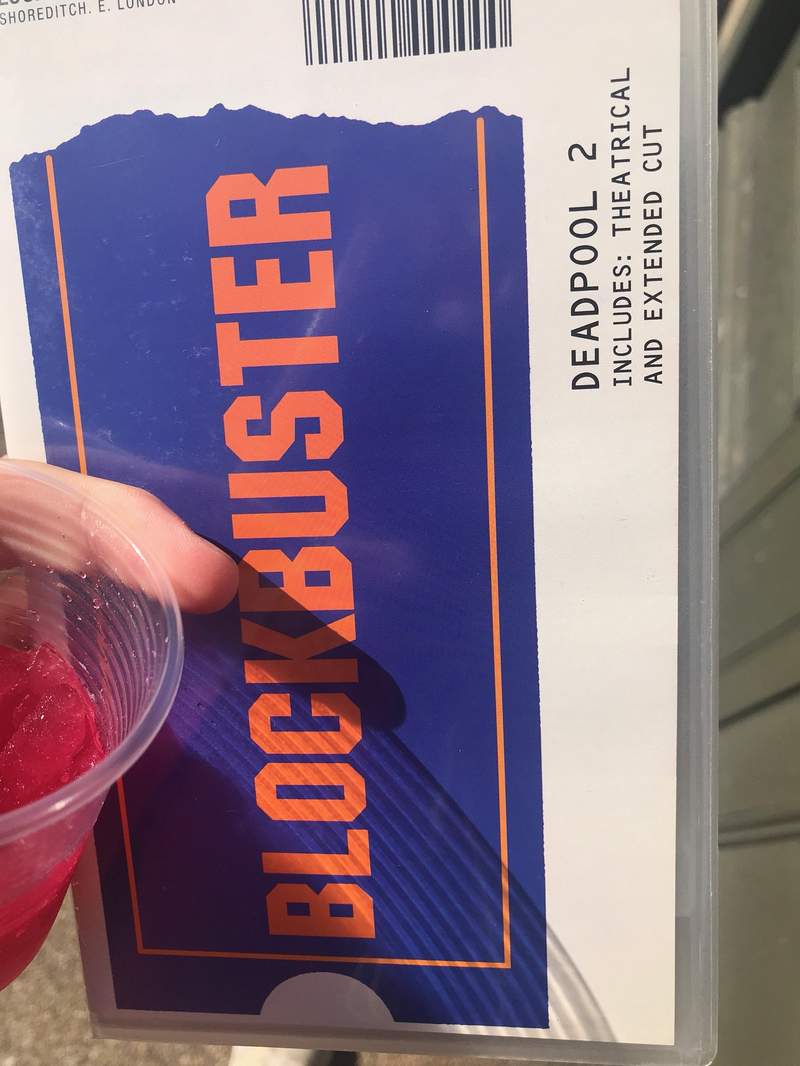 SHOREDITCH. E. LONDON
BLOCKBUSTER
DEADPOOL 2
INCLUDES: THEATRICAL
AND EXTENDED CUT